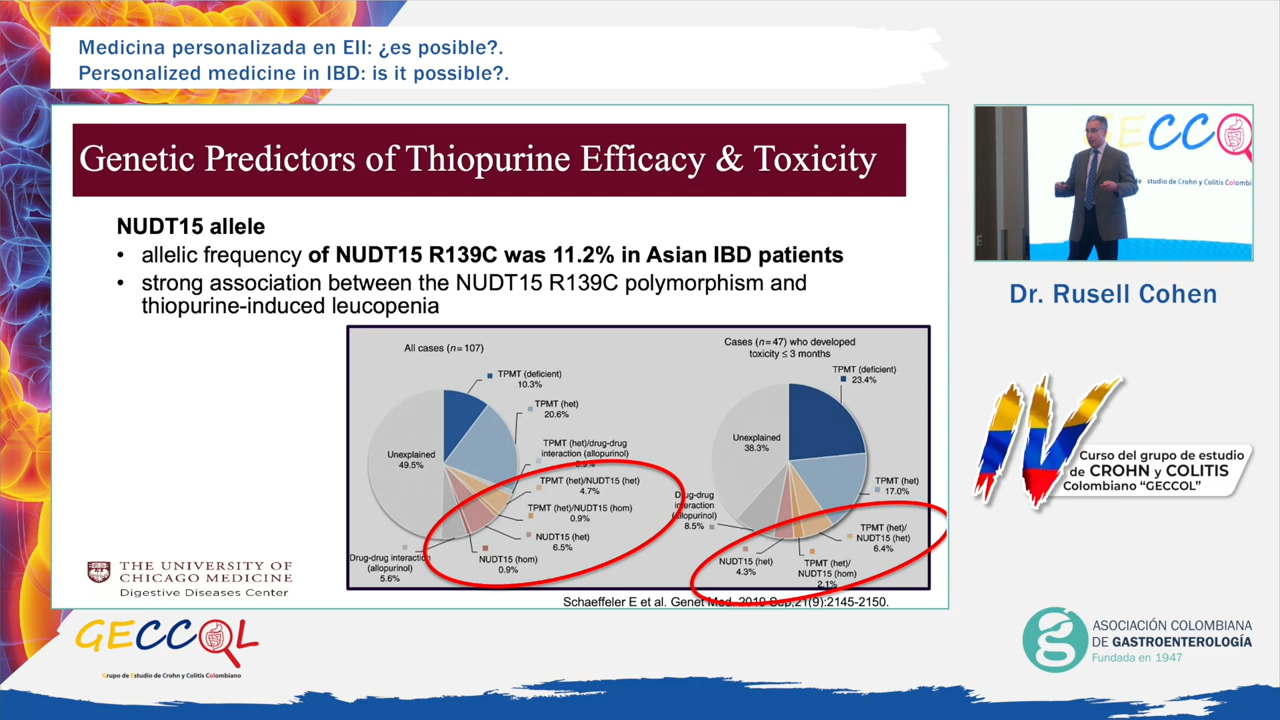 Medicina personalizada en EII: ¿es posible?.
Personalized medicine in IBD: is it possible?.
Genetic Predictors of Thiopurine Efficacy & Toxicity
NUDT15 allele
• allelic frequency of NUDT15 R139C was 11.2% in Asian IBD patients
• strong association between the NUDT15 R139C polymorphism and
thiopurine-induced leucopenia
All cases (n=107)
TPMT (deficient)
10.3%
TPMT (het)
20.6%
TPMT (het)/drug-drug
interaction (allopurinol)
Unexplained
49.5%
TPMT (het)/NUDT15 (het)
4.7%
TPMT (het)/NUDT15 (hom)
0.9%
NUDT15 (het)
6.5%
NUDT15 (hom)
0.9%
Drug-drug interaction
(allopurinol)
5.6%
Cases (n=47) who developed
toxicity ≤ 3 months
TPMT (deficient)
23.4%
Unexplained
38.3%
TPMT (het)
17.0%
Drug-drug
interaction
(allopurinol)
8.5%
TPMT (het)/
NUDT15 (het)
6.4%
NUDT15 (het)
4.3%
TPMT (het)/
NUDT15 (hom)
2.1%
THE UNIVERSITY OF
CHICAGO MEDICINE
Digestive Diseases Center
Schaeffeler E et al. Genet Med. 2019 Sep;21(9):2145-2150.
ECC
studio de Crohn y Colitis Colombi
Dr. Rusell Cohen
IV
Curso del grupo de estudio
de CROHN y COLITIS
Colombiano “GECCOL”
GECCOL
Grupo de Estudio de Crohn y Colitis Colombiano
ASOCIACIÓN COLOMBIANA
DE GASTROENTEROLOGÍA
Fundada en 1947